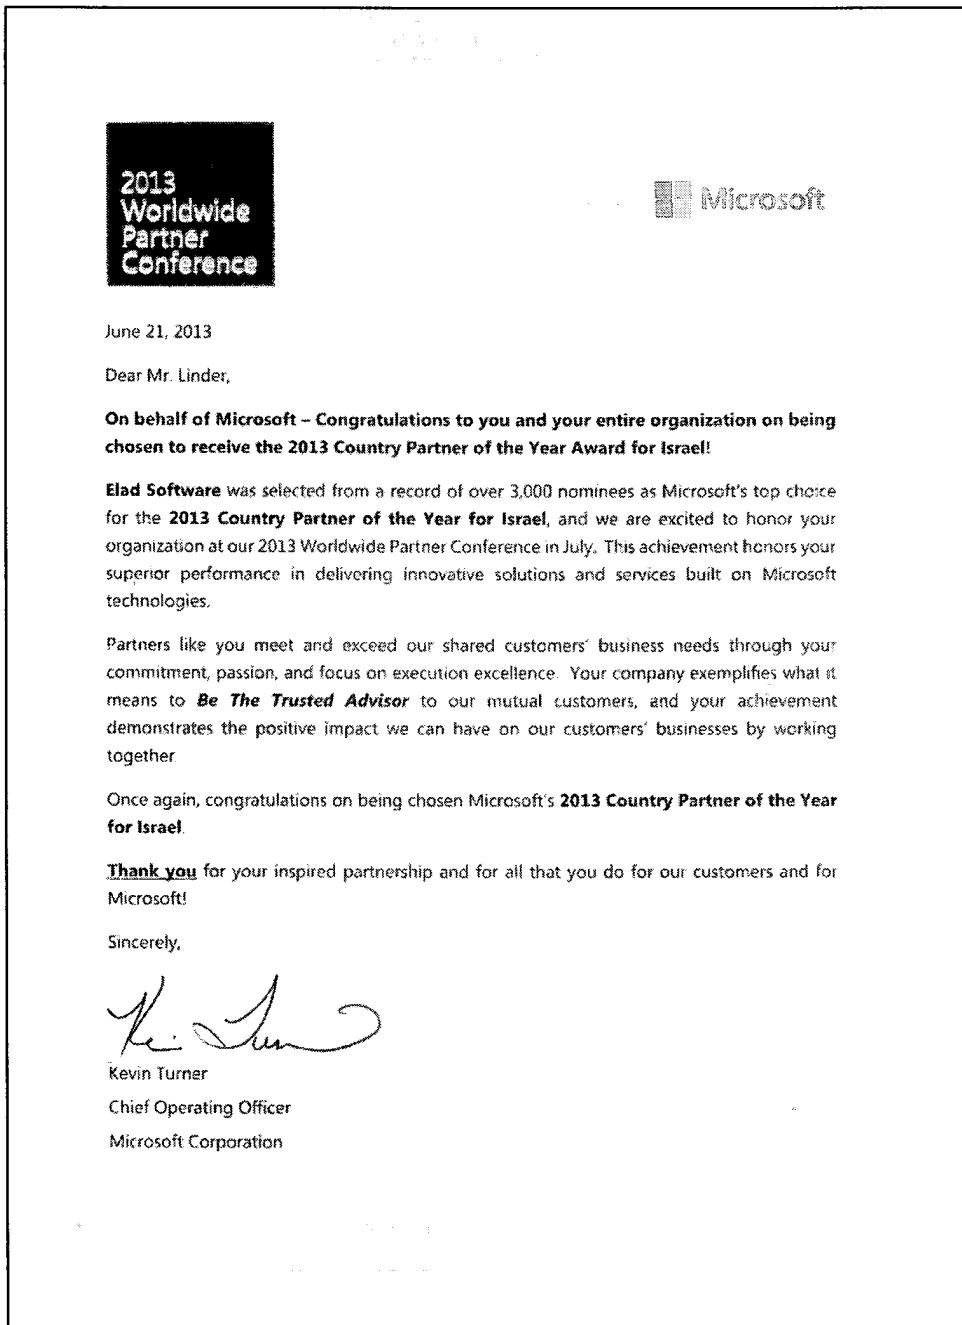 2013
Worldwide
Partner
Conference
Microsoft
June 21, 2013
Dear Mr. Linder,
On behalf of Microsoft – Congratulations to you and your entire organization on being
chosen to receive the 2013 Country Partner of the Year Award for Israel!
Elad Software was selected from a record of over 3,000 nominees as Microsoft's top choice
for the 2013 Country Partner of the Year for Israel, and we are excited to honor your
organization at our 2013 Worldwide Partner Conference in July. This achievement honors your
superior performance in delivering innovative solutions and services built on Microsoft
technologies.
Partners like you meet and exceed our shared customers' business needs through your
commitment, passion, and focus on execution excellence. Your company exemplifies what it
means to Be The Trusted Advisor to our mutual customers, and your achievement
demonstrates the positive impact we can have on our customers' businesses by working
together.
Once again, congratulations on being chosen Microsoft's 2013 Country Partner of the Year
for Israel.
Thank you for your inspired partnership and for all that you do for our customers and for
Microsoft!
Sincerely,
Kevin Turner
Kevin Turner
Chief Operating Officer
Microsoft Corporation